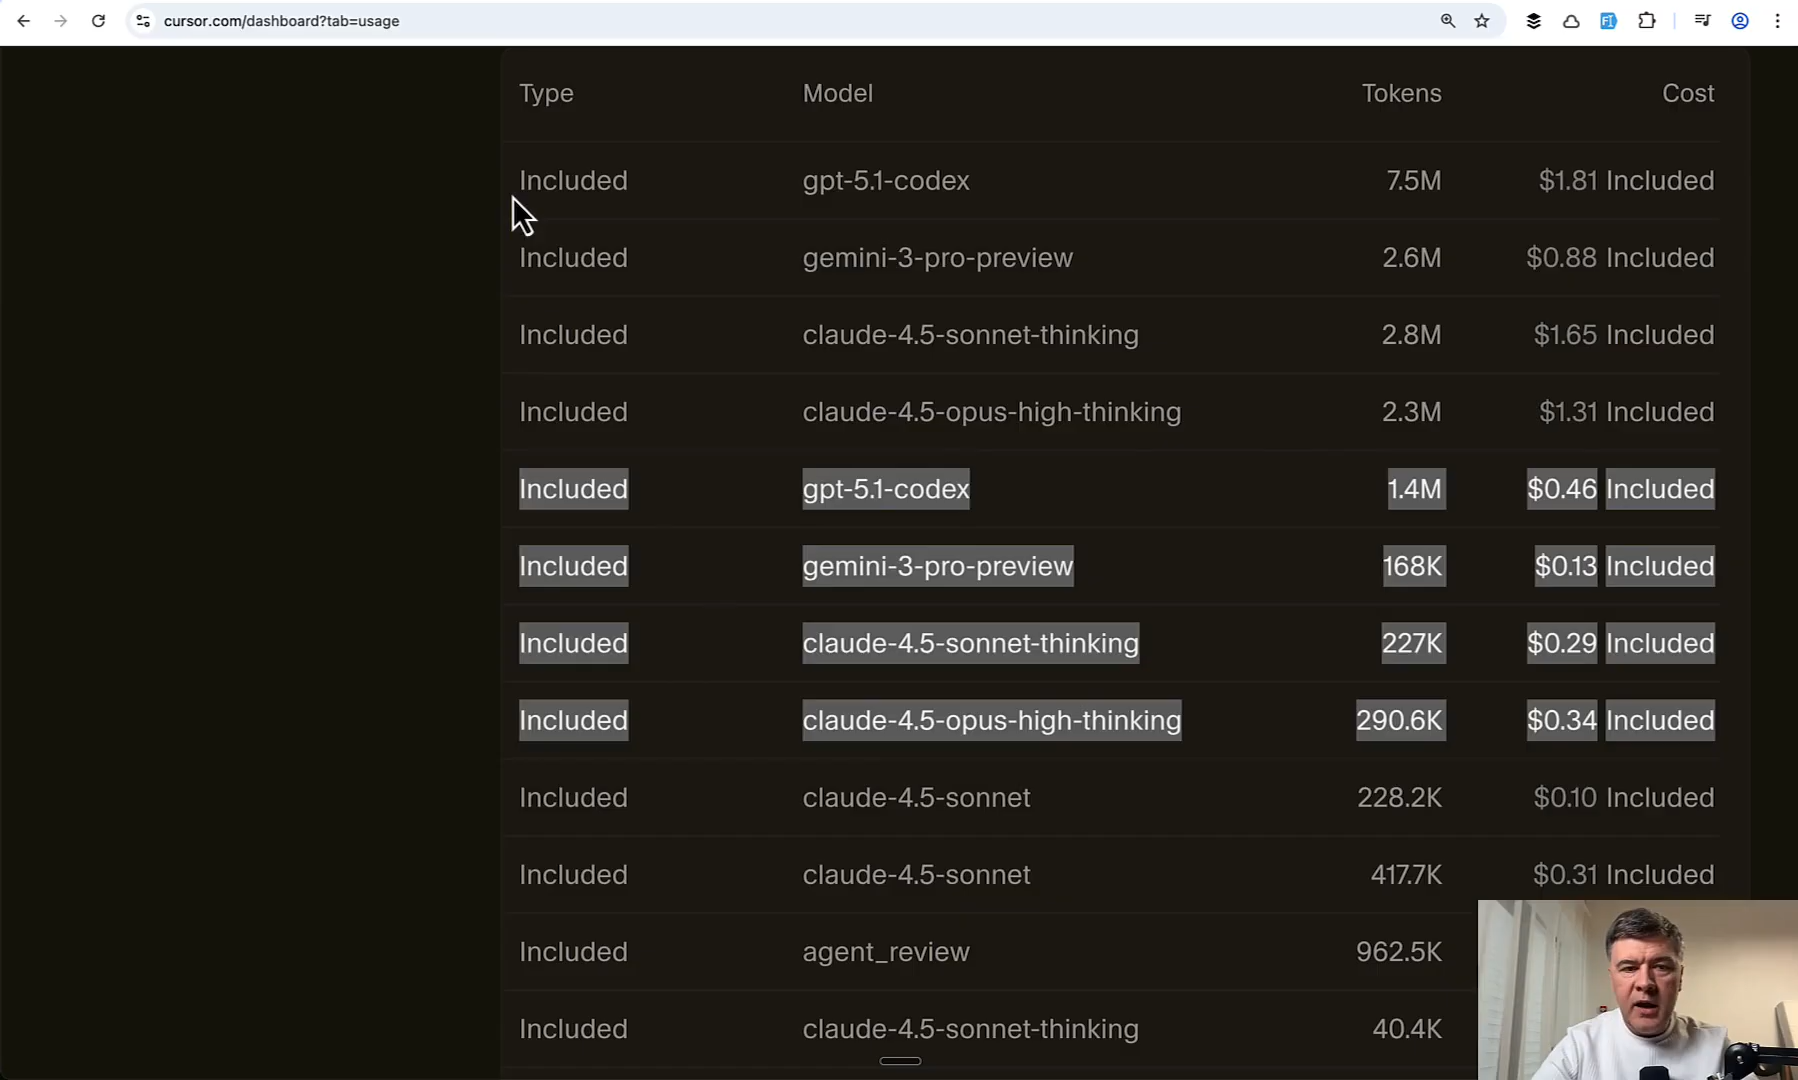 cursor.com/dashboard?tab=usage
Type Model Tokens Cost
Included gpt-5.1-codex 7.5M $1.81 Included
Included gemini-3-pro-preview 2.6M $0.88 Included
Included claude-4.5-sonnet-thinking 2.8M $1.65 Included
Included claude-4.5-opus-high-thinking 2.3M $1.31 Included
Included gpt-5.1-codex 1.4M $0.46 Included
Included gemini-3-pro-preview 168K $0.13 Included
Included claude-4.5-sonnet-thinking 227K $0.29 Included
Included claude-4.5-opus-high-thinking 290.6K $0.34 Included
Included claude-4.5-sonnet 228.2K $0.10 Included
Included claude-4.5-sonnet 417.7K $0.31 Included
Included agent_review 962.5K
Included claude-4.5-sonnet-thinking 40.4K